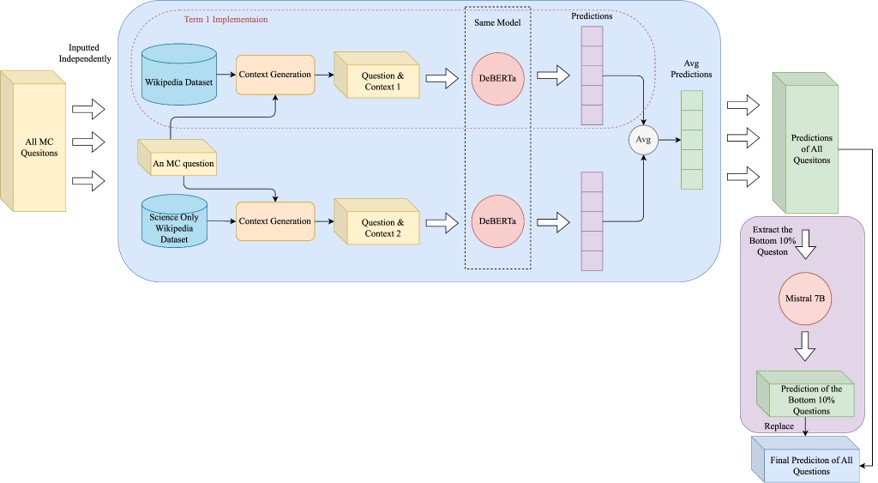 Term 1 Implementaion
Inputted
Independently
Same Model
Predictions
Avg
Predictions
Wikipedia Dataset
Context Generation
Question &
Context 1
DeBERTa
All MC
Quesitons
An MC question
Avg
Predictions
of All
Quesitons
Science Only
Wikipedia
Dataset
Context Generation
Question &
Context 2
DeBERTa
Extract the
Bottom 10%
Queston
Mistral 7B
Prediction of the
Bottom 10%
Questions
Replace
Final Prediciton of All
Questions